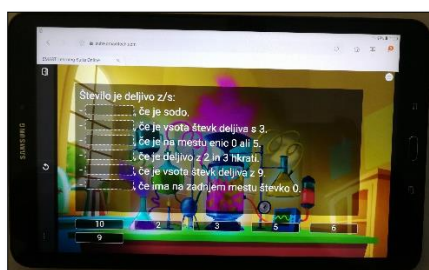 Število je deljivo z/s:
- , če je sodo.
- , če je vsota števk deljiva s 3.
- , če je na mestu enic 0 ali 5.
- , če je deljivo z 2 in 3 hkrati.
- , če je vsota števk deljiva z 9.
- , če ima na zadnjem mestu števko 0.
10 2 3 5 6
9
SAMSUNG